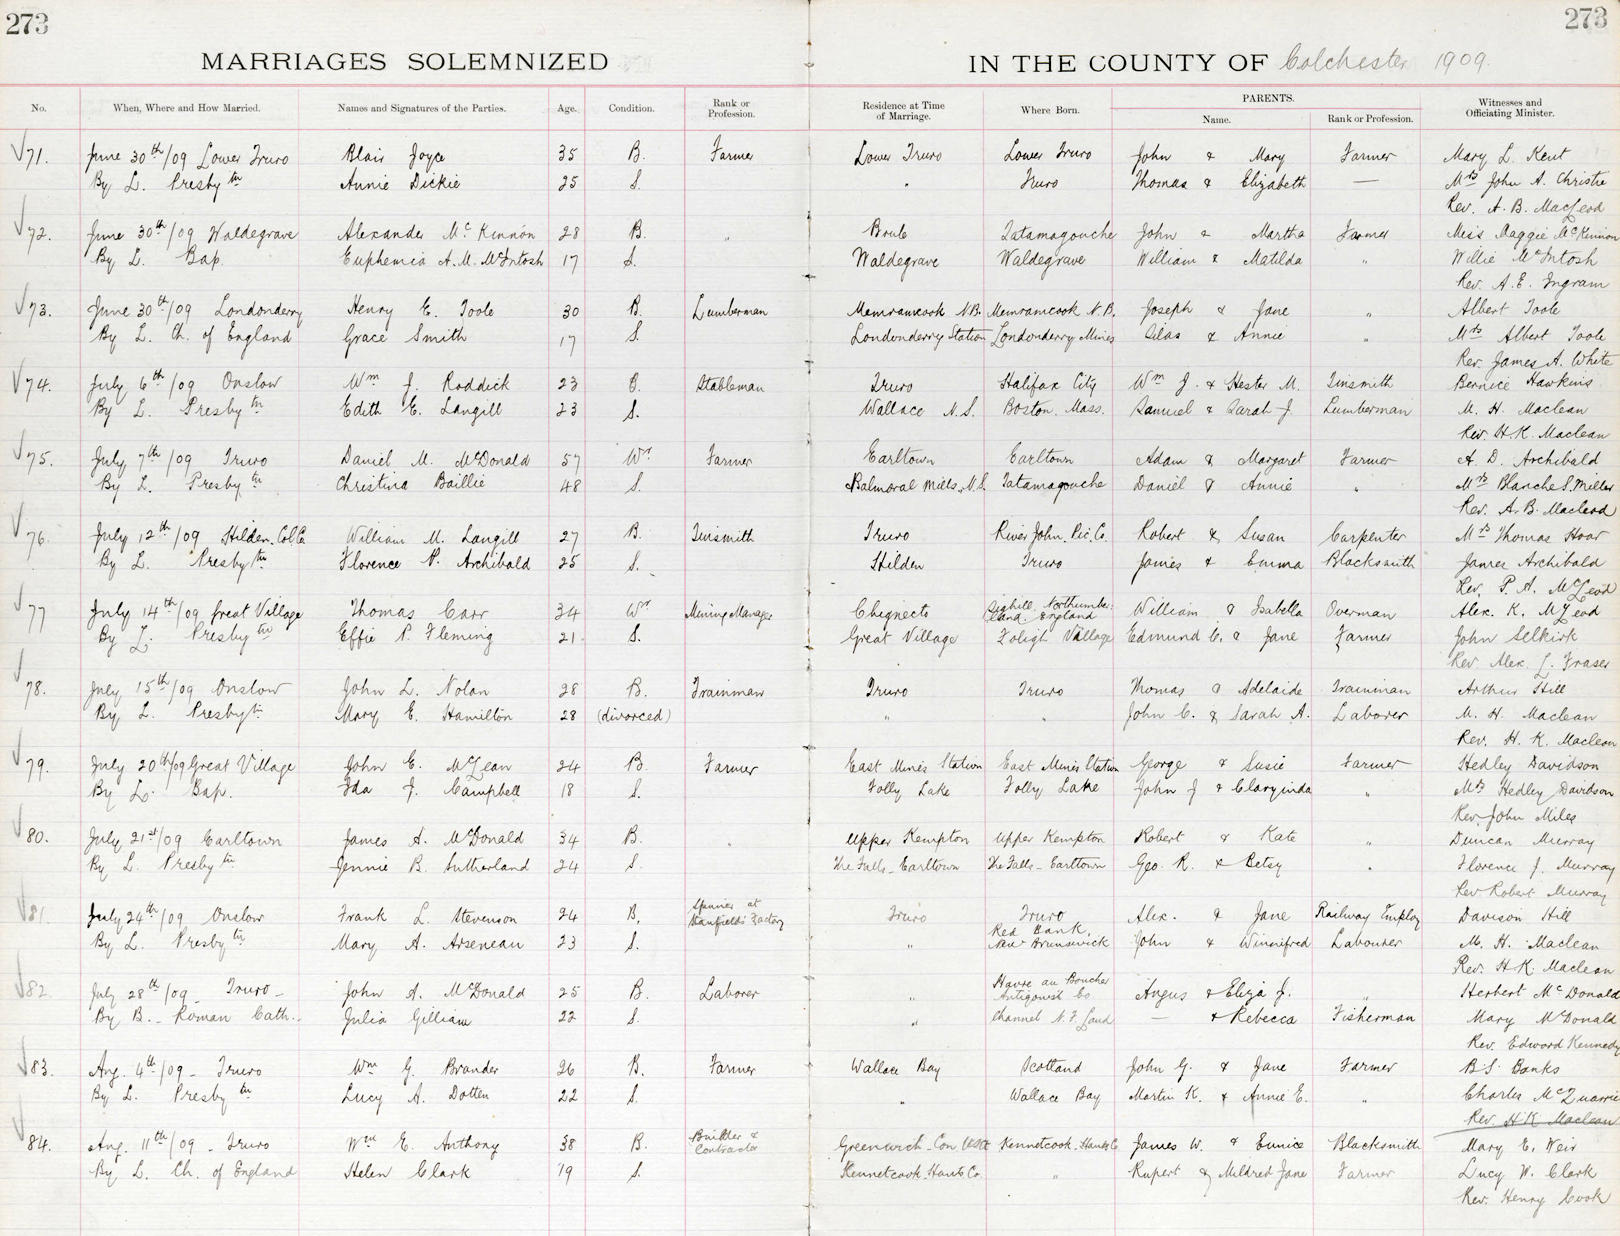 273 273
MARRIAGES SOLEMNIZED IN THE COUNTY OF Colchester 1909.
No. When, Where and How Married. Names and Signatures of the Parties. Age. Condition. Rank or Profession. Residence at Time of Marriage. Where Born. PARENTS. Name. Rank or Profession. Witnesses and Officiating Minister.
71. June 30th/09 Lower Truro Blair Joyce 35 B. Farmer Lower Truro Lower Truro John & Mary Farmer Mary L. Kent
By L. Presbytn Annie Dickie 25 S. " Truro Thomas & Elizabeth — Mrs John A. Christie
Rev. A. B. MacLeod
72. June 30th/09 Waldegrave Alexander McKinnon 28 B. " Brule Tatamagouche John & Martha Farmer Miss Maggie McKinnon
By L. Bap. Euphemia A. M. McIntosh 17 S. Waldegrave Waldegrave William & Matilda " Willie McIntosh
Rev. A. E. Ingram
73. June 30th/09 Londonderry Henry E. Toole 30 B. Lumberman Memramcook N.B. Memramcook N.B. Joseph & Jane " Albert Toole
By L. Ch. of England Grace Smith 17 S. Londonderry Station Londonderry Mines Silas & Annie " Mrs Albert Toole
Rev. James A. White
74. July 6th/09 Onslow Wm J. Roddick 23 B. Stableman Truro Halifax City Wm J. & Hester M. Tinsmith Bernice Hawkins
By L. Presbytn Edith E. Langill 23 S. Wallace N.S. Boston. Mass. Samuel & Sarah J. Lumberman M. H. Maclean
Rev. H. K. Maclean
75. July 7th/09 Truro Daniel M. McDonald 57 Wr Farmer Earltown Earltown Adam & Margaret Farmer A. D. Archibald
By L. Presbytn Christina Baillie 48 S. Balmoral Mills, N.S. Tatamagouche Daniel & Annie " Mrs Blanche S. Miller
Rev. A. B. Macleod
76. July 12th/09 Hilden. Col Co William M. Langill 27 B. Tinsmith Truro River John. Pic. Co. Robert & Susan Carpenter Mrs Thomas Hoar
By L. Presbytn Florence P. Archibald 25 S. Hilden Truro James & Emma Blacksmith James Archibald
Rev. P. A. McLeod
77 July 14th/09 Great Village Thomas Carr 34 Wr Mining Manager Chegnecto Northumber-land. England William & Isabella Overman Alex. K. McLeod
By L. Presbytn Effie P. Fleming 21 S. Great Village Village Edmund C. & Jane Farmer John Selkirk
Rev. Alex. L. Fraser
78. July 15th/09 Onslow John L. Nolan 28 B. Trainman Truro Truro Thomas & Adelaide Trainman Arthur Hill
By L. Presbytn Mary E. Hamilton 28 (divorced) " " John C. & Sarah A. Laborer M. H. Maclean
Rev. H. K. Maclean
79. July 20th/09 Great Village John E. McLean 24 B. Farmer East Mines Station East Mines Station George & Susie Farmer Hedley Davidson
By L. Bap. Ida J. Campbell 18 S. Folly Lake Folly Lake John J & Claryinda " Mrs Hedley Davidson
Rev. John Miles
80. July 21st/09 Earltown James A. McDonald 34 B. " Upper Kempton Upper Kempton Robert & Kate " Duncan Murray
By L. Presbytn Jennie B. Sutherland 24 S. The Falls - Earltown The Falls - Earltown Geo. R. & Betsy " Florence J. Murray
Rev Robert Murray
81. July 24th/09 Onslow Frank L. Stevenson 24 B. Spinner at Stanfields Factory Truro Truro Alex. & Jane Railway Employ Davison Hill
By L. Presbytn Mary A. Arseneau 23 S. " Red Bank, New Brunswick John & Winnifred Labourer M. H. Maclean
Rev. H. K. Maclean
82. July 28th/09 - Truro - John A. McDonald 25 B. Laborer " Havre au Boucher Antigonish Co Angus & Eliza J. " Herbert McDonald
By B. - Roman Cath.. Julia Gilliam 22 S. " Channel N.F. Land — & Rebecca Fisherman Mary McDonald
Rev. Edward Kennedy
83. Aug. 4th/09 - Truro Wm G. Brander 26 B. Farmer Wallace Bay Scotland John G. & Jane Farmer B.S. Banks
By L. Presbytn Lucy A. Dotten 22 S. " Wallace Bay Martin K. & Annie E. " Charles McQuarrie
Rev. H K Maclean
84. Aug. 11th/09 - Truro Wm E. Anthony 38 B. Builder & Contractor Greenwich - Con USA Kennetcook. Hants Co James W. & Eunice Blacksmith Mary E. Weir
By L. Ch. of England Helen Clark 19 S. Kennetcook. Hants Co. " Rupert & Mildred Jane Farmer Lucy W. Clark
Rev. Henry Cook